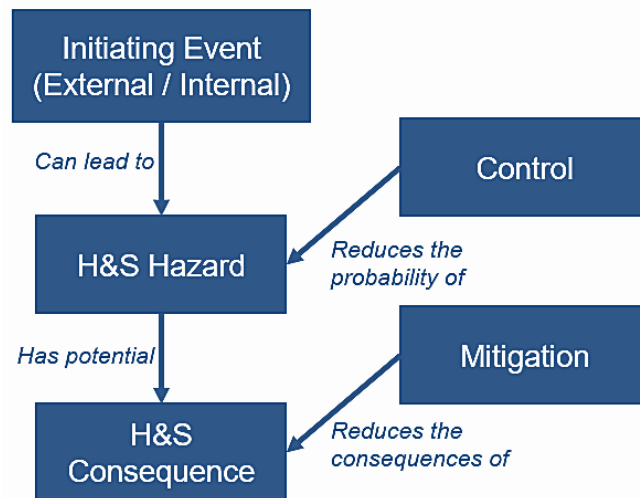 Initiating Event
(External / Internal)
Can lead to
Control
H&S Hazard
Reduces the
probability of
Has potential
Mitigation
H&S
Consequence
Reduces the
consequences of